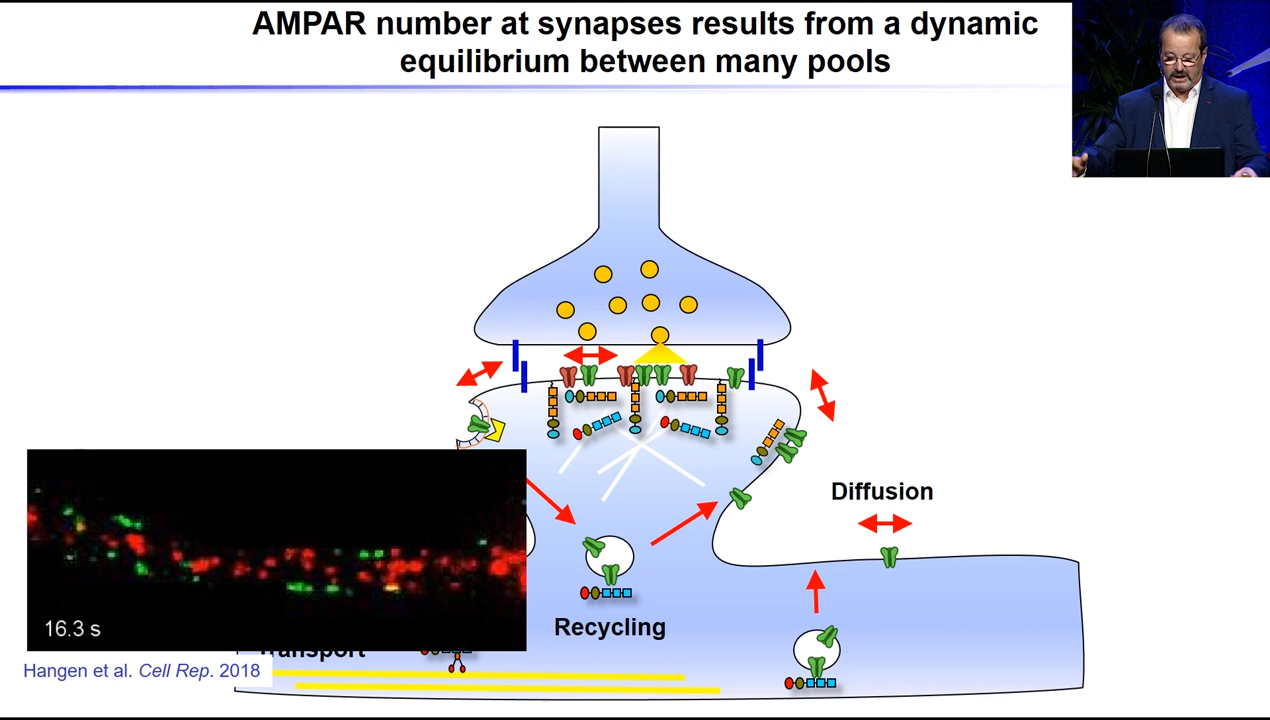 AMPAR number at synapses results from a dynamic
equilibrium between many pools
Diffusion
Recycling
16.3 s
Transport
Hangen et al. Cell Rep. 2018